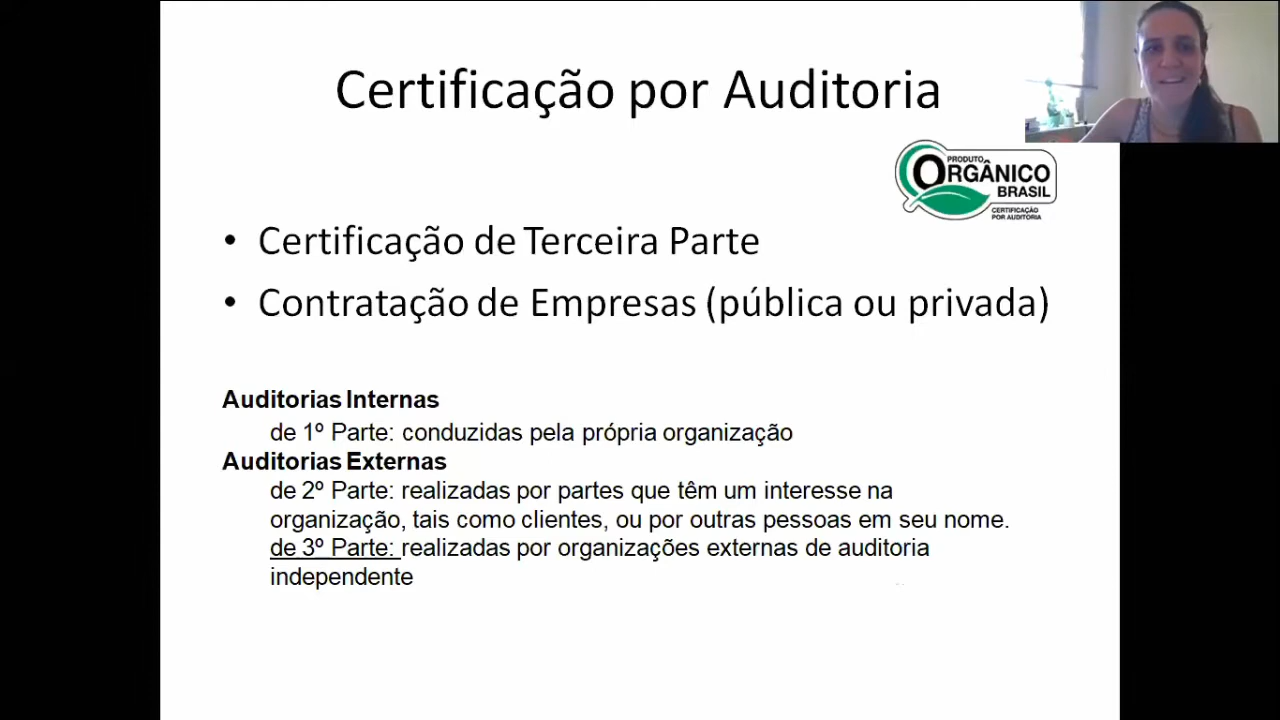 Certificação por Auditoria
PRODUTO
ORGÂNICO
BRASIL
CERTIFICAÇÃO
POR AUDITORIA
• Certificação de Terceira Parte
• Contratação de Empresas (pública ou privada)
Auditorias Internas
de 1º Parte: conduzidas pela própria organização
Auditorias Externas
de 2º Parte: realizadas por partes que têm um interesse na
organização, tais como clientes, ou por outras pessoas em seu nome.
de 3º Parte: realizadas por organizações externas de auditoria
independente